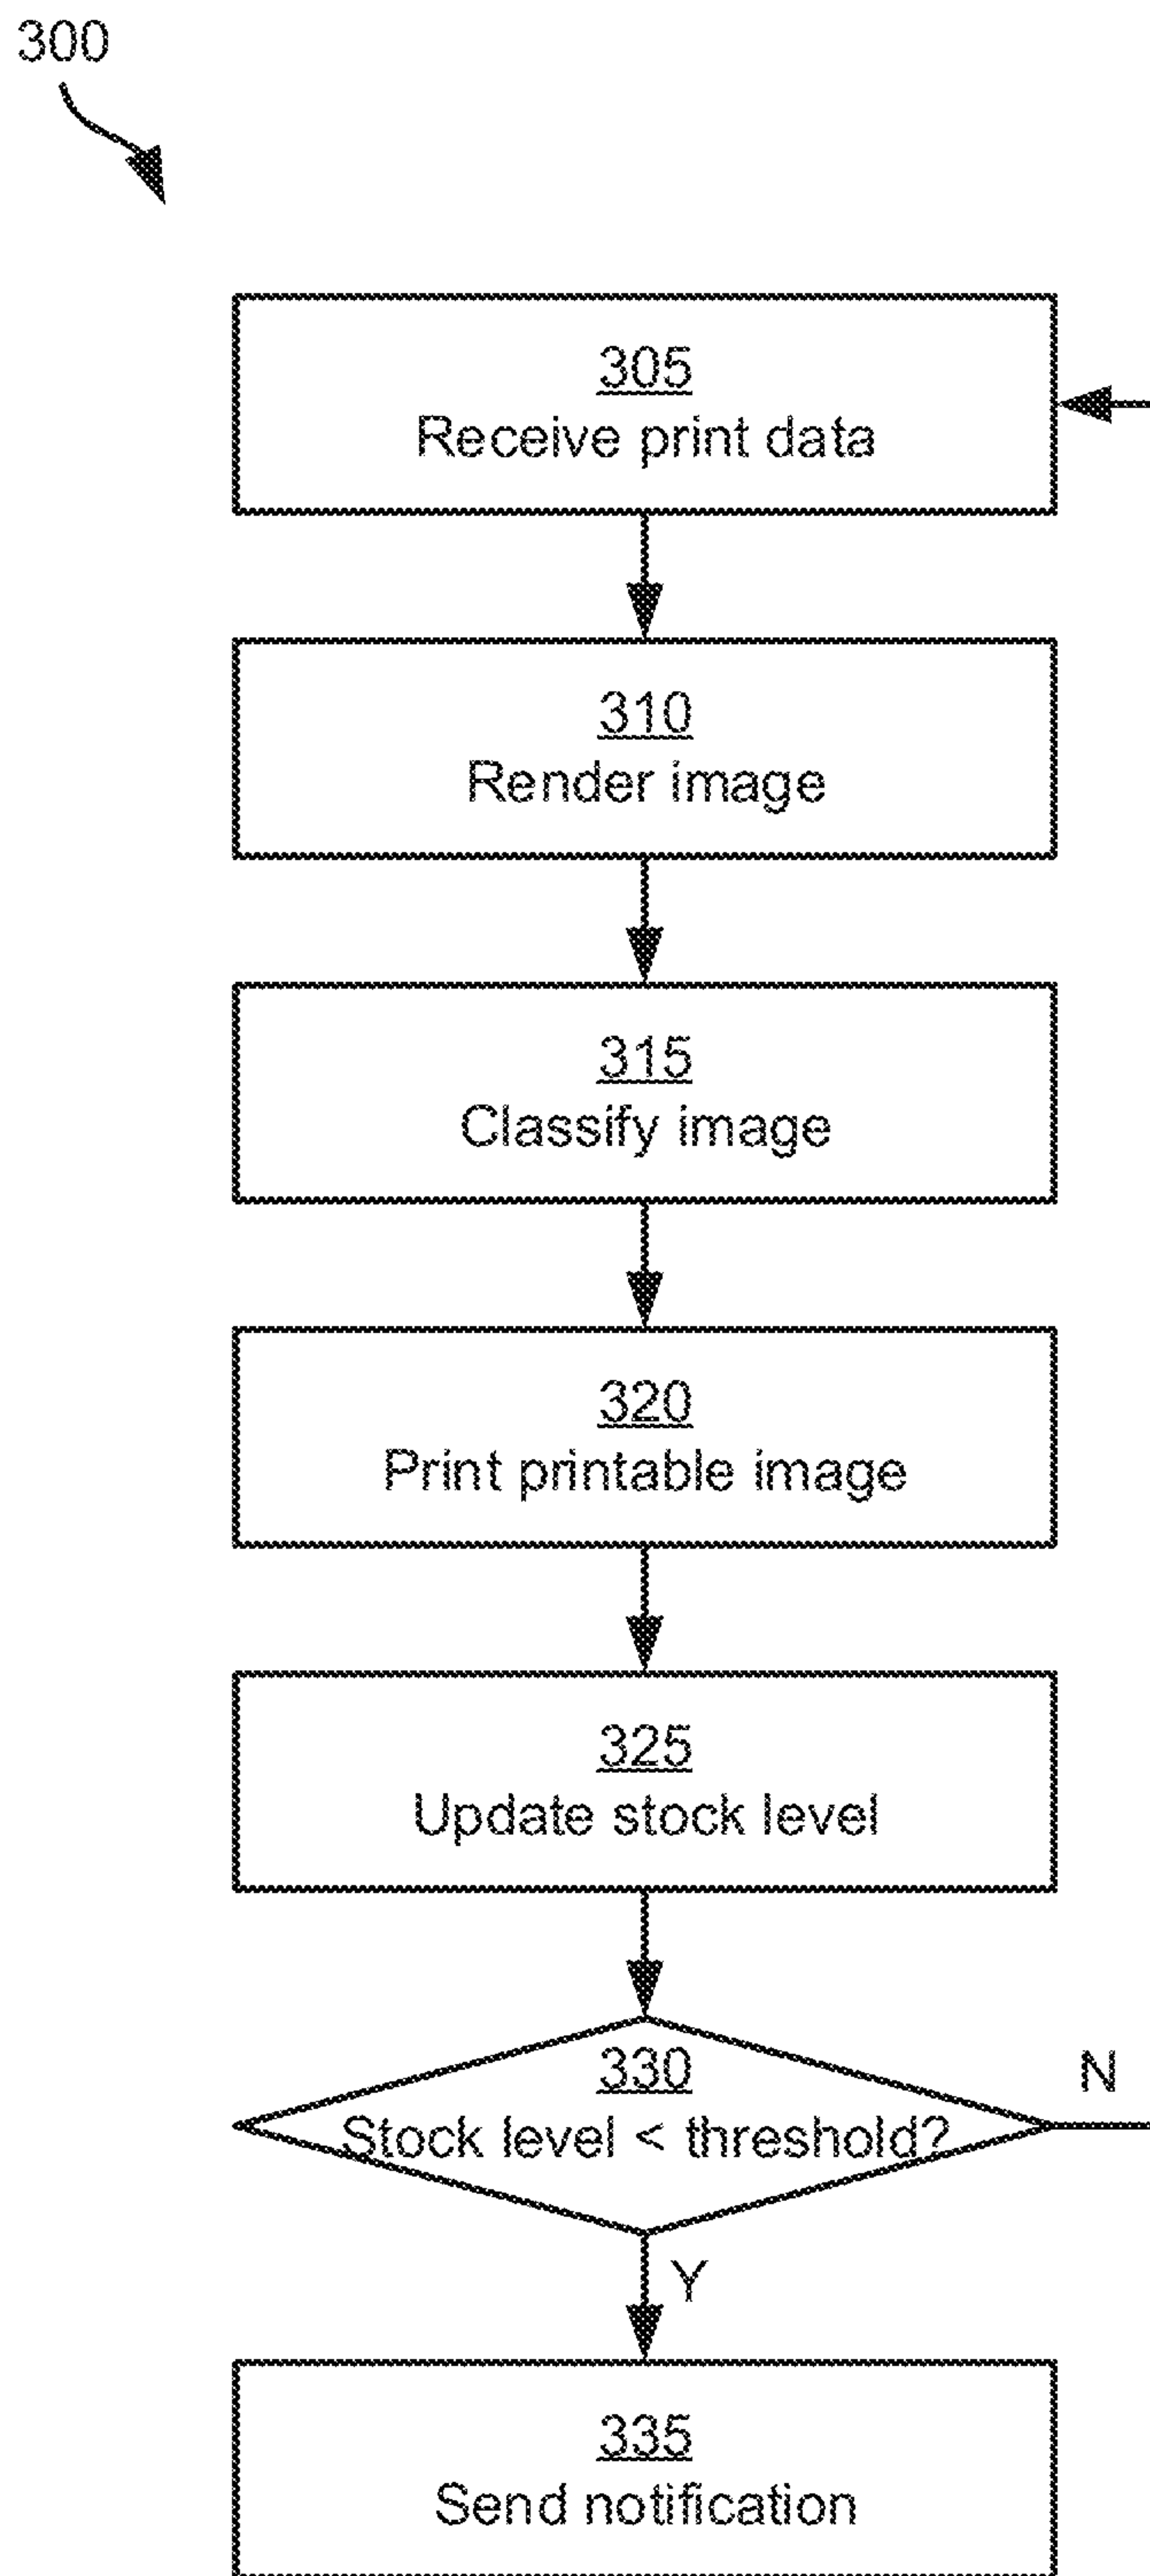 300
305
Receive print data
310
Render image
315
Classify image
320
Print printable image
325
Update stock level
330
Stock level < threshold?
N
Y
335
Send notification